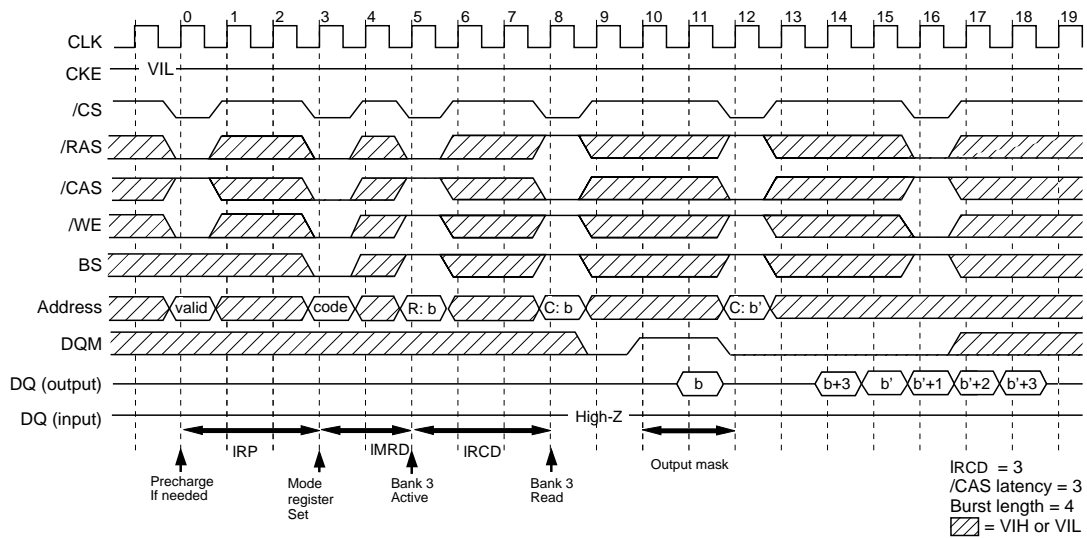 0 1 2 3 4 5 6 7 8 9 10 11 12 13 14 15 16 17 18 19
CLK
CKE VIL
/CS
/RAS
/CAS
/WE
BS
Address valid code R: b C: b C: b'
DQM
DQ (output) b b+3 b' b'+1 b'+2 b'+3
DQ (input) High-Z
lRP lMRD lRCD Output mask
Precharge
If needed
Mode
register
Set
Bank 3
Active
Bank 3
Read
lRCD = 3
/CAS latency = 3
Burst length = 4
= VIH or VIL